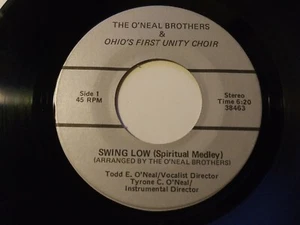 THE O'NEAL BROTHERS
&
OHIO'S FIRST UNITY CHOIR
Side 1
45 RPM
Stereo
Time 6:20
38463
SWING LOW (Spiritual Medley)
(ARRANGED BY THE O'NEAL BROTHERS)
Todd E. O'Neal/Vocalist Director
Tyrone C. O'Neal/
Instrumental Director